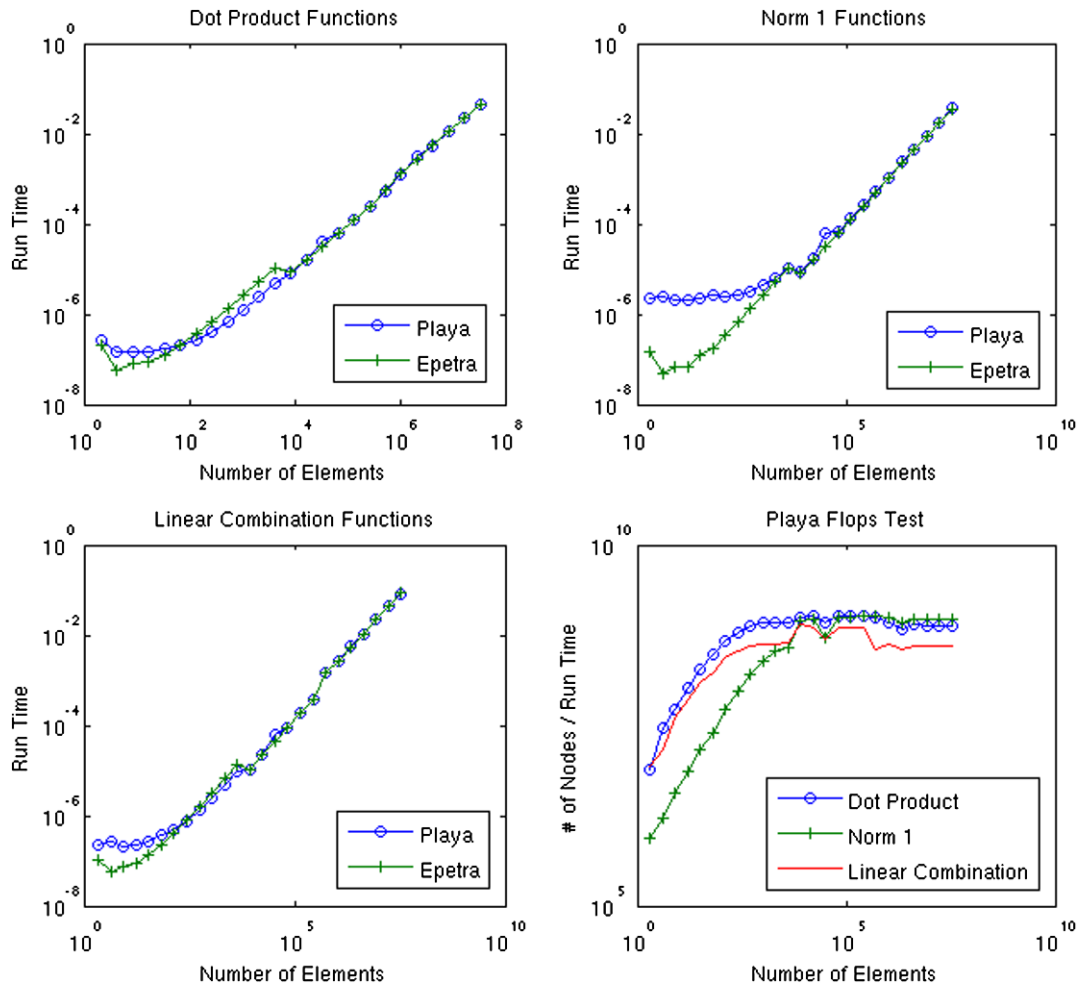 Dot Product Functions
10^0
10^-2
10^-4
10^-6
10^-8
Run Time
Playa
Epetra
10^0 10^2 10^4 10^6 10^8
Number of Elements
Norm 1 Functions
10^0
10^-2
10^-4
10^-6
10^-8
Run Time
Playa
Epetra
10^0 10^5 10^10
Number of Elements
Linear Combination Functions
10^0
10^-2
10^-4
10^-6
10^-8
Run Time
Playa
Epetra
10^0 10^5 10^10
Number of Elements
Playa Flops Test
10^10
10^5
# of Nodes / Run Time
Dot Product
Norm 1
Linear Combination
10^0 10^5 10^10
Number of Elements